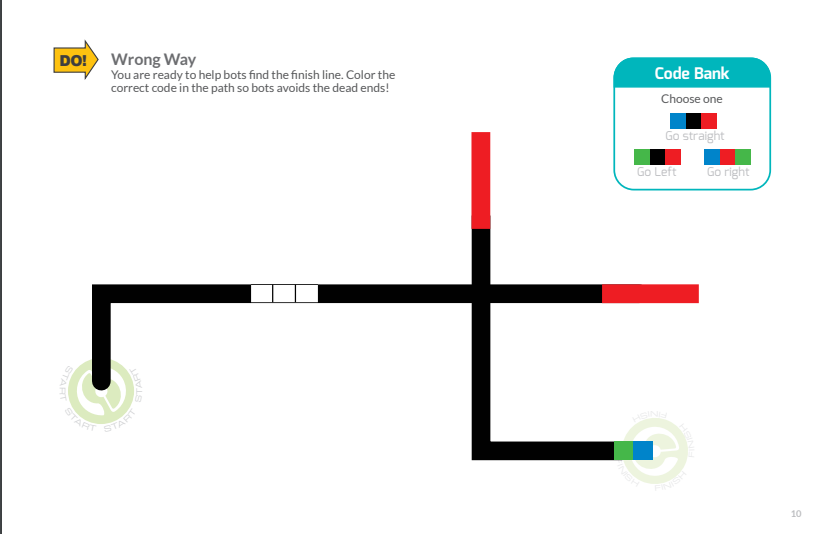 DO!
Wrong Way
You are ready to help bots find the finish line. Color the
correct code in the path so bots avoids the dead ends!
Code Bank
Choose one
Go straight
Go Left
Go right
START
START
START
START
FINISH
FINISH
FINISH
FINISH
10